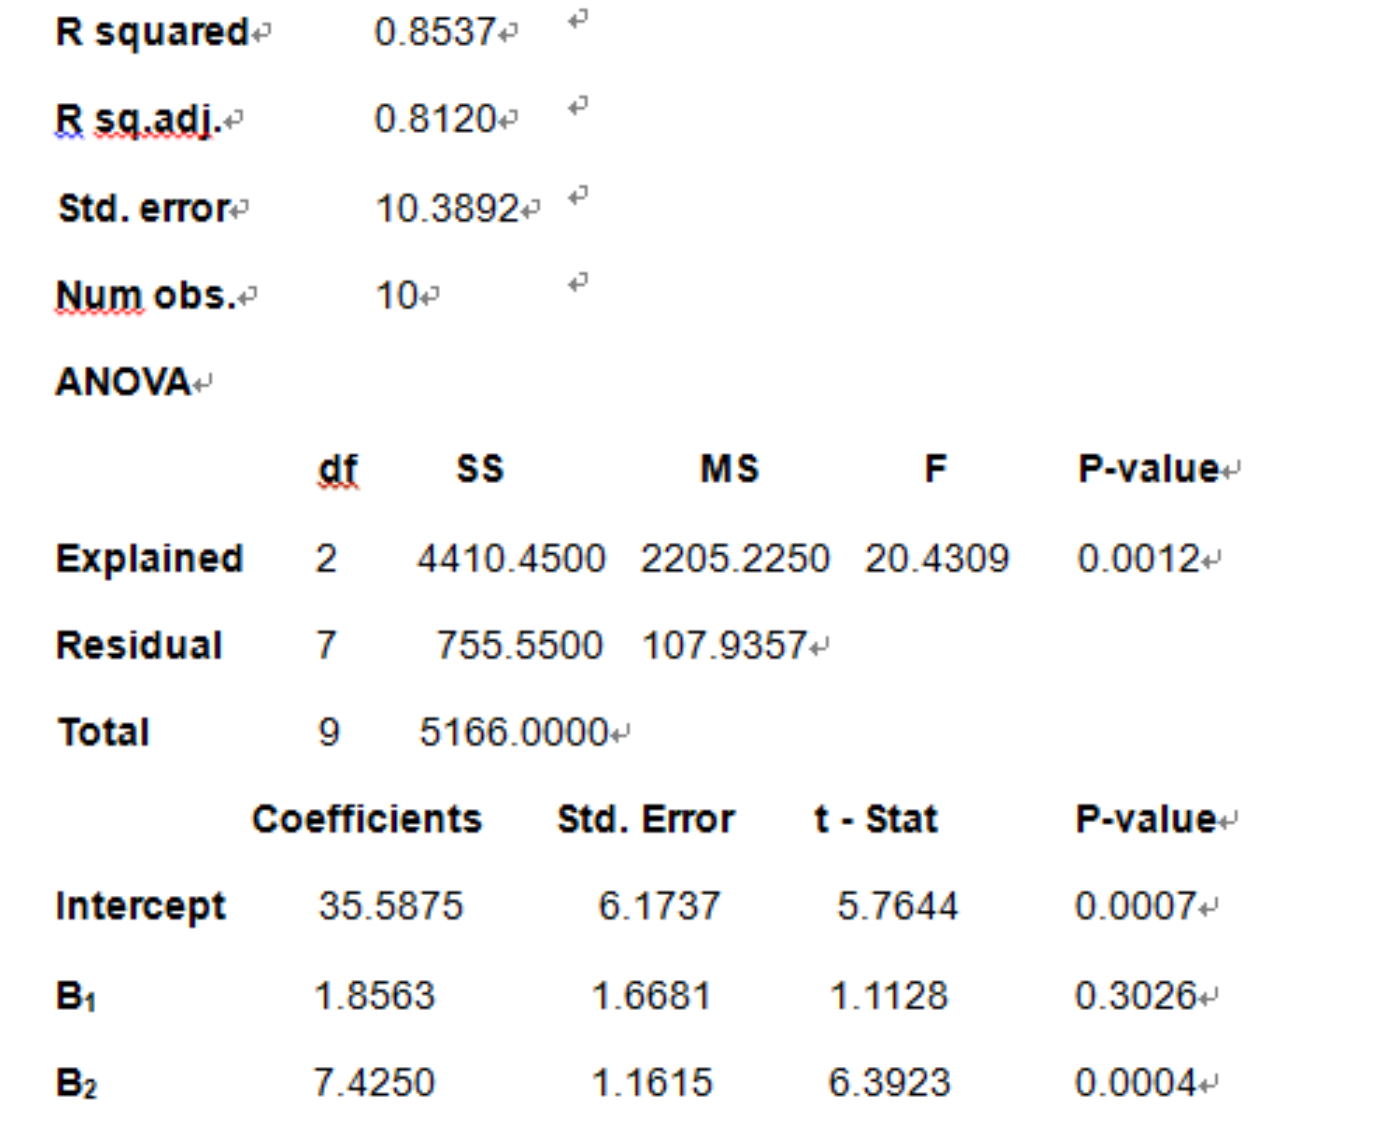 R squared 0.8537
R sq.adj. 0.8120
Std. error 10.3892
Num obs. 10
ANOVA
df SS MS F P-value
Explained 2 4410.4500 2205.2250 20.4309 0.0012
Residual 7 755.5500 107.9357
Total 9 5166.0000
Coefficients Std. Error t - Stat P-value
Intercept 35.5875 6.1737 5.7644 0.0007
B₁ 1.8563 1.6681 1.1128 0.3026
B₂ 7.4250 1.1615 6.3923 0.0004